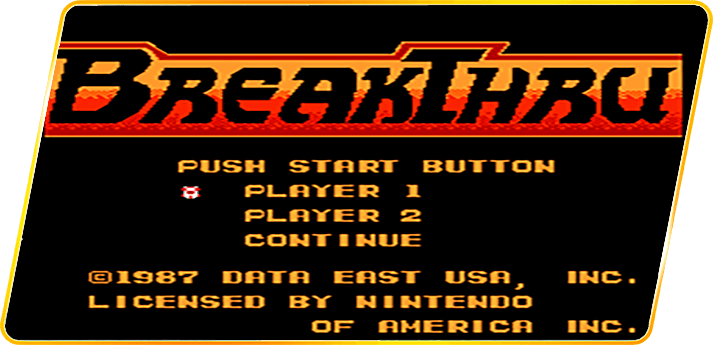 BREAKTHRU
PUSH START BUTTON
PLAYER 1
PLAYER 2
CONTINUE
©1987 DATA EAST USA, INC.
LICENSED BY NINTENDO
OF AMERICA INC.